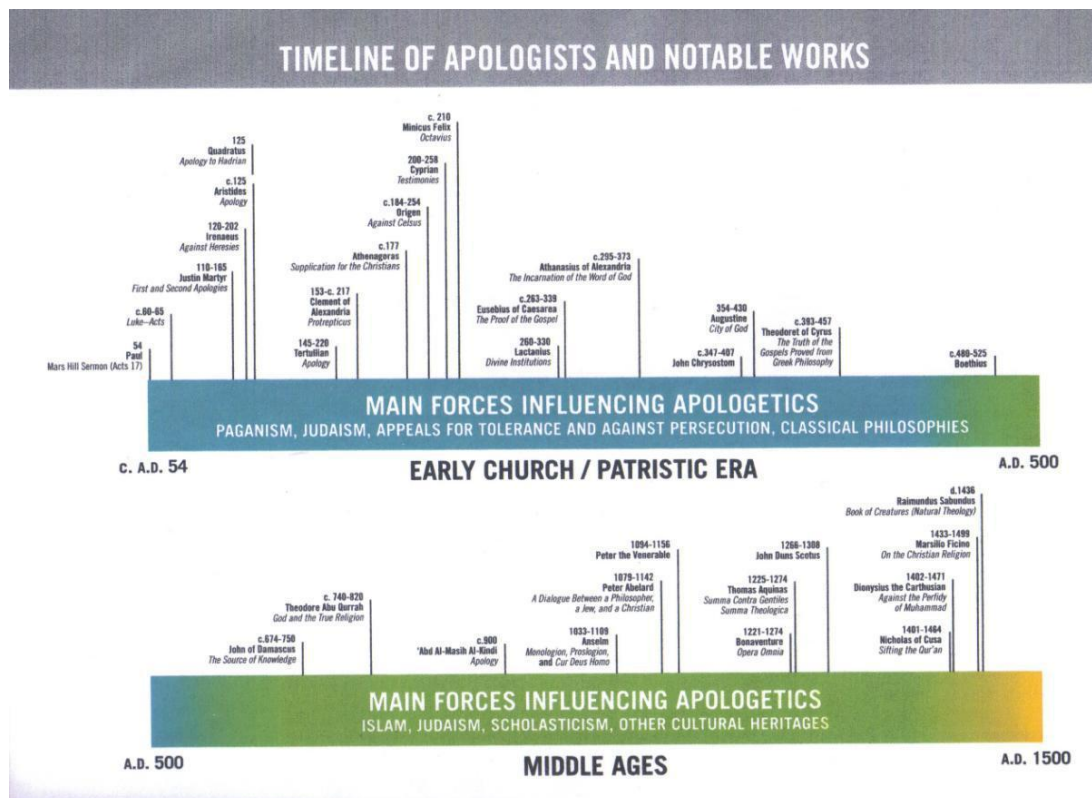 TIMELINE OF APOLOGISTS AND NOTABLE WORKS
54
Paul
Mars Hill Sermon (Acts 17)
c.60-65
Luke–Acts
110-165
Justin Martyr
First and Second Apologies
120-202
Irenaeus
Against Heresies
c.125
Aristides
Apology
125
Quadratus
Apology to Hadrian
145-220
Tertullian
Apology
153-c. 217
Clement of
Alexandria
Protrepticus
c.177
Athenagoras
Supplication for the Christians
c.184-254
Origen
Against Celsus
200-258
Cyprian
Testimonies
c. 210
Minicus Felix
Octavius
260-330
Lactanius
Divine Institutions
c.263-339
Eusebius of Caesarea
The Proof of the Gospel
c.295-373
Athanasius of Alexandria
The Incarnation of the Word of God
c.347-407
John Chrysostom
354-430
Augustine
City of God
c.393-457
Theodoret of Cyrus
The Truth of the
Gospels Proved from
Greek Philosophy
c.480-525
Boethius
MAIN FORCES INFLUENCING APOLOGETICS
PAGANISM, JUDAISM, APPEALS FOR TOLERANCE AND AGAINST PERSECUTION, CLASSICAL PHILOSOPHIES
C. A.D. 54
EARLY CHURCH / PATRISTIC ERA
A.D. 500
c.674-750
John of Damascus
The Source of Knowledge
c. 740-820
Theodore Abu Qurrah
God and the True Religion
c.900
'Abd Al-Masih Al-Kindi
Apology
1033-1109
Anselm
Monologion, Proslogion,
and Cur Deus Homo
1079-1142
Peter Abelard
A Dialogue Between a Philosopher,
a Jew, and a Christian
1094-1156
Peter the Venerable
1221-1274
Bonaventure
Opera Omnia
1225-1274
Thomas Aquinas
Summa Contra Gentiles
Summa Theologica
1266-1308
John Duns Scotus
1401-1464
Nicholas of Cusa
Sifting the Qur'an
1402-1471
Dionysius the Carthusian
Against the Perfidy
of Muhammad
1433-1499
Marsilio Ficino
On the Christian Religion
d.1436
Raimundus Sabundus
Book of Creatures (Natural Theology)
MAIN FORCES INFLUENCING APOLOGETICS
ISLAM, JUDAISM, SCHOLASTICISM, OTHER CULTURAL HERITAGES
A.D. 500
MIDDLE AGES
A.D. 1500